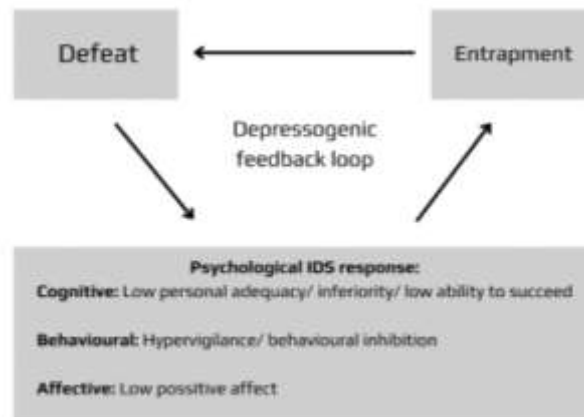 Defeat
Entrapment
Depressogenic
feedback loop
Psychological IDS response:
Cognitive: Low personal adequacy/ inferiority/ low ability to succeed
Behavioural: Hypervigilance/ behavioural inhibition
Affective: Low possitive affect